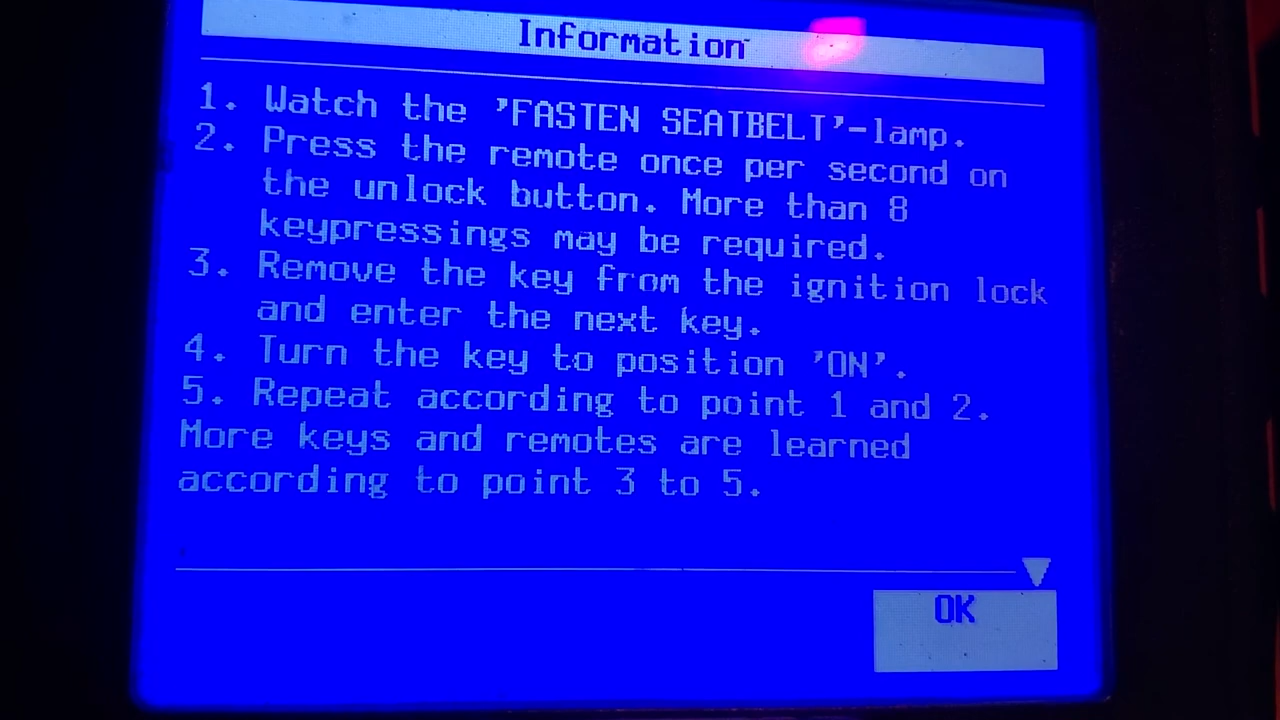 Information
1. Watch the 'FASTEN SEATBELT'-lamp.
2. Press the remote once per second on
the unlock button. More than 8
keypressings may be required.
3. Remove the key from the ignition lock
and enter the next key.
4. Turn the key to position 'ON'.
5. Repeat according to point 1 and 2.
More keys and remotes are learned
according to point 3 to 5.
OK